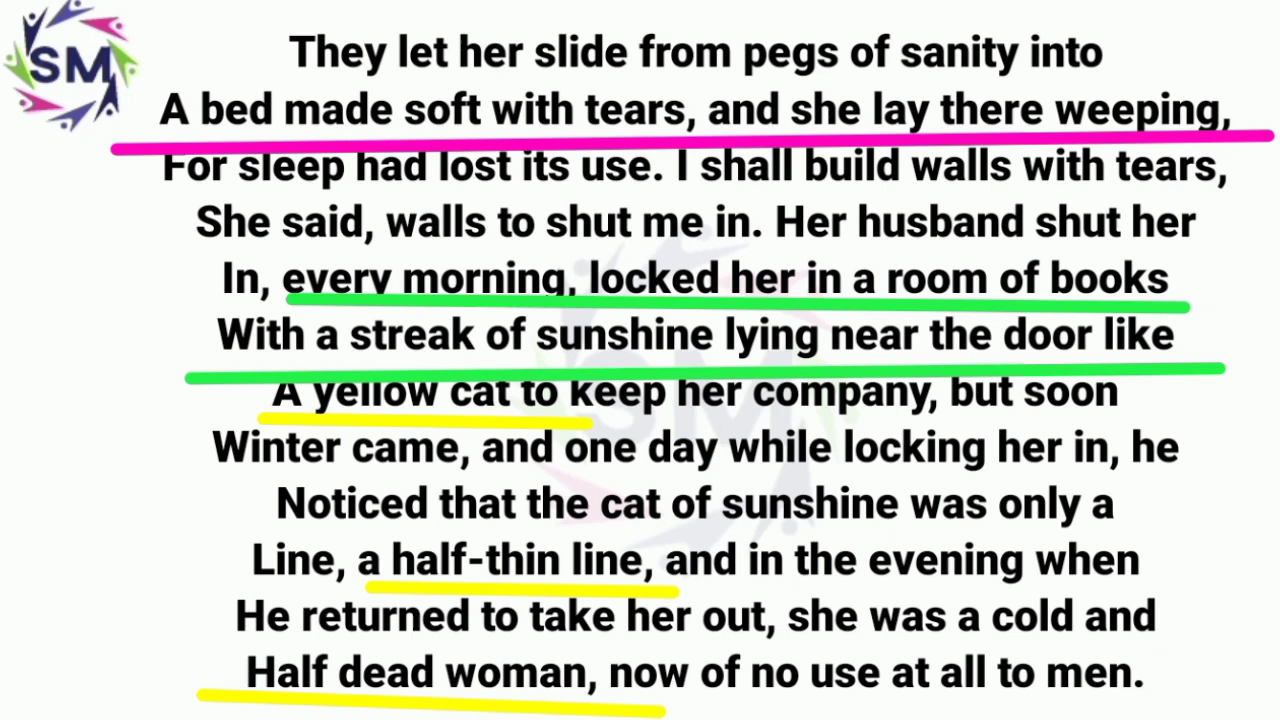 SM
They let her slide from pegs of sanity into
A bed made soft with tears, and she lay there weeping,
For sleep had lost its use. I shall build walls with tears,
She said, walls to shut me in. Her husband shut her
In, every morning, locked her in a room of books
With a streak of sunshine lying near the door like
A yellow cat to keep her company, but soon
Winter came, and one day while locking her in, he
Noticed that the cat of sunshine was only a
Line, a half-thin line, and in the evening when
He returned to take her out, she was a cold and
Half dead woman, now of no use at all to men.